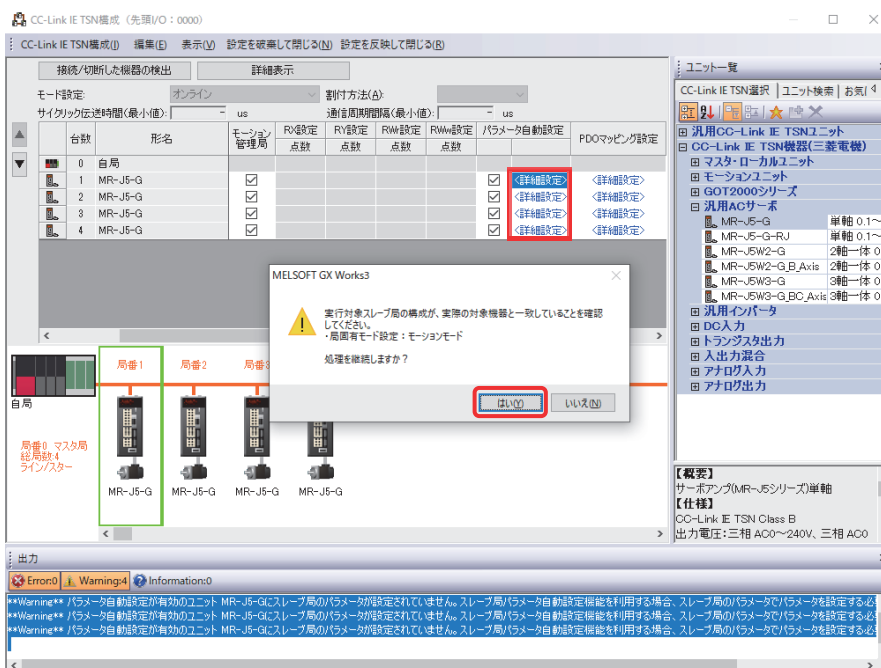 CC-Link IE TSN構成 (先頭I/O : 0000)
CC-Link IE TSN構成(I) 編集(E) 表示(V) 設定を破棄して閉じる(N) 設定を反映して閉じる(R)
接続/切断した機器の検出 詳細表示
モード設定: オンライン 割付方法(A):
サイクリック伝送時間(最小値): us 通信周期間隔(最小値): us
台数 形名 モーション管理局 RX設定 RY設定 RWr設定 RWw設定 パラメータ自動設定 PDOマッピング設定
点数 点数 点数 点数
0 自局
1 MR-J5-G <詳細設定> <詳細設定>
2 MR-J5-G <詳細設定> <詳細設定>
3 MR-J5-G <詳細設定> <詳細設定>
4 MR-J5-G <詳細設定> <詳細設定>
MELSOFT GX Works3
実行対象スレーブ局の構成が、実際の対象機器と一致していることを確認
してください。
・局固有モード設定：モーションモード
処理を継続しますか？
はい(Y) いいえ(N)
局番1 局番2 局番3
自局
局番0 マスタ局
総局数:4
ライン/スター
MR-J5-G MR-J5-G MR-J5-G MR-J5-G
ユニット一覧
CC-Link IE TSN選択 ユニット検索 お気
汎用CC-Link IE TSNユニット
CC-Link IE TSN機器(三菱電機)
マスタ・ローカルユニット
モーションユニット
GOT2000シリーズ
汎用ACサーボ
MR-J5-G 単軸 0.1～
MR-J5-G-RJ 単軸 0.1～
MR-J5W2-G 2軸一体 0
MR-J5W2-G_B_Axis 2軸一体 0
MR-J5W3-G 3軸一体 0
MR-J5W3-G_BC_Axis 3軸一体 0
汎用インバータ
DC入力
トランジスタ出力
入出力混合
アナログ入力
アナログ出力
【概要】
サーボアンプ(MR-J5シリーズ)単軸
【仕様】
CC-Link IE TSN Class B
出力電圧：三相 AC0～240V、三相 AC0
出力
Error:0 Warning:4 Information:0
**Warning** パラメータ自動設定が有効のユニット MR-J5-Gにスレーブ局のパラメータが設定されていません。スレーブ局パラメータ自動設定機能を利用する場合、スレーブ局のパラメータでパラメータを設定する必
**Warning** パラメータ自動設定が有効のユニット MR-J5-Gにスレーブ局のパラメータが設定されていません。スレーブ局パラメータ自動設定機能を利用する場合、スレーブ局のパラメータでパラメータを設定する必
**Warning** パラメータ自動設定が有効のユニット MR-J5-Gにスレーブ局のパラメータが設定されていません。スレーブ局パラメータ自動設定機能を利用する場合、スレーブ局のパラメータでパラメータを設定する必